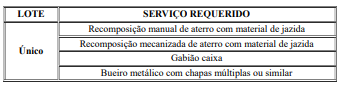 LOTE SERVIÇO REQUERIDO
Recomposição manual de aterro com material de jazida
Único
Recomposição mecanizada de aterro com material de jazida
Gabião caixa
Bueiro metálico com chapas múltiplas ou similar